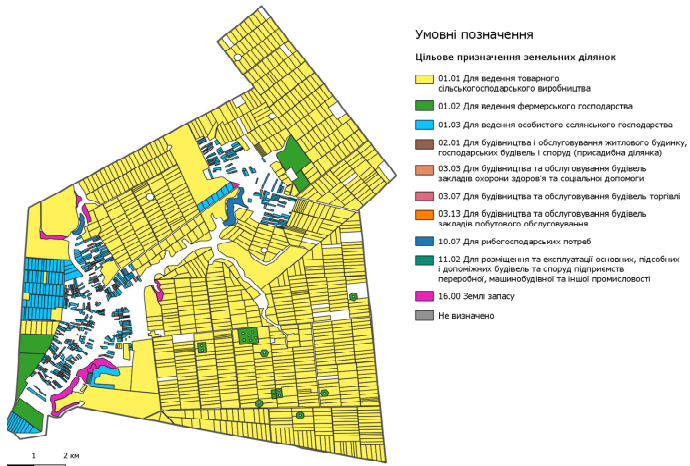 Умовні позначення
Цільове призначення земельних ділянок
01.01 Для ведення товарного
сільськогосподарського виробництва
01.02 Для ведення фермерського господарства
01.03 Для ведення особистого селянського господарства
02.01 Для будівництва і обслуговування житлового будинку,
господарських будівель і споруд (присадибна ділянка)
03.03 Для будівництва та обслуговування будівель
закладів охорони здоров'я та соціальної допомоги
03.07 Для будівництва та обслуговування будівель торгівлі
03.13 Для будівництва та обслуговування будівель
закладів побутового обслуговування
10.07 Для рибогосподарських потреб
11.02 Для розміщення та експлуатації основних, підсобних
і допоміжних будівель та споруд підприємств
переробної, машинобудівної та іншої промисловості
16.00 Землі запасу
Не визначено
1 2 км